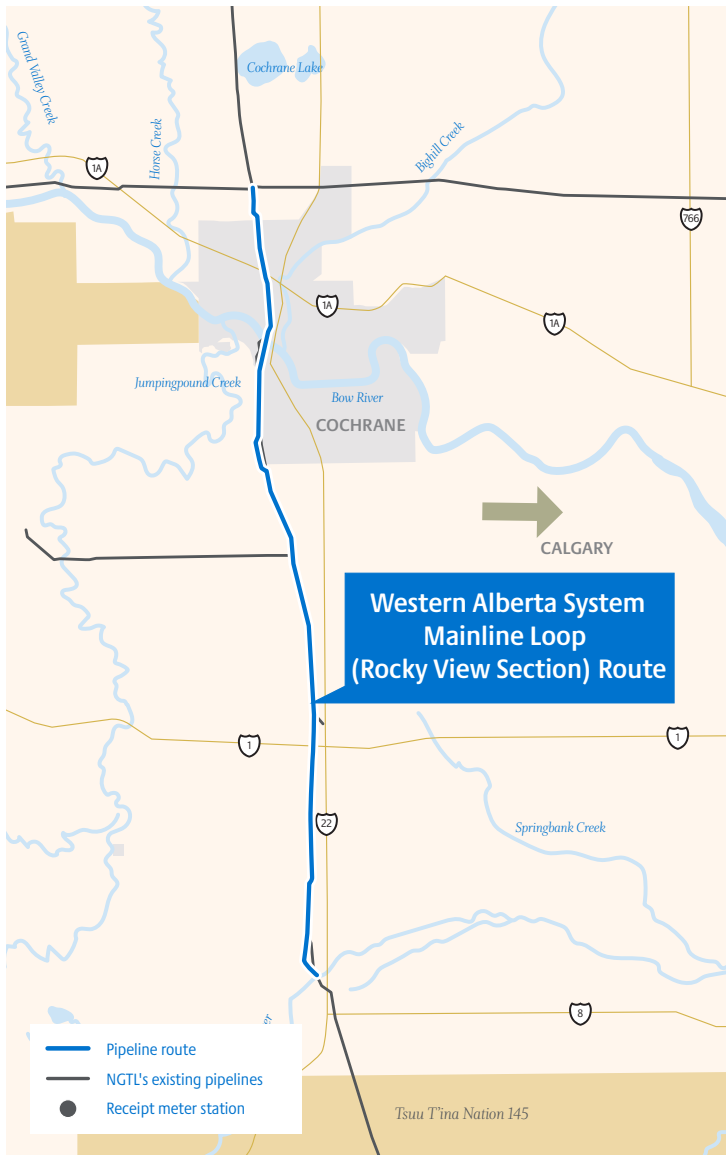 Grand Valley Creek
Cochrane Lake
Horse Creek
Bighill Creek
1A
766
1A
1A
Jumpingpound Creek
Bow River
COCHRANE
CALGARY
Western Alberta System
Mainline Loop
(Rocky View Section) Route
1
1
22
Springbank Creek
8
Pipeline route
NGTL's existing pipelines
Receipt meter station
Tsuu T'ina Nation 145